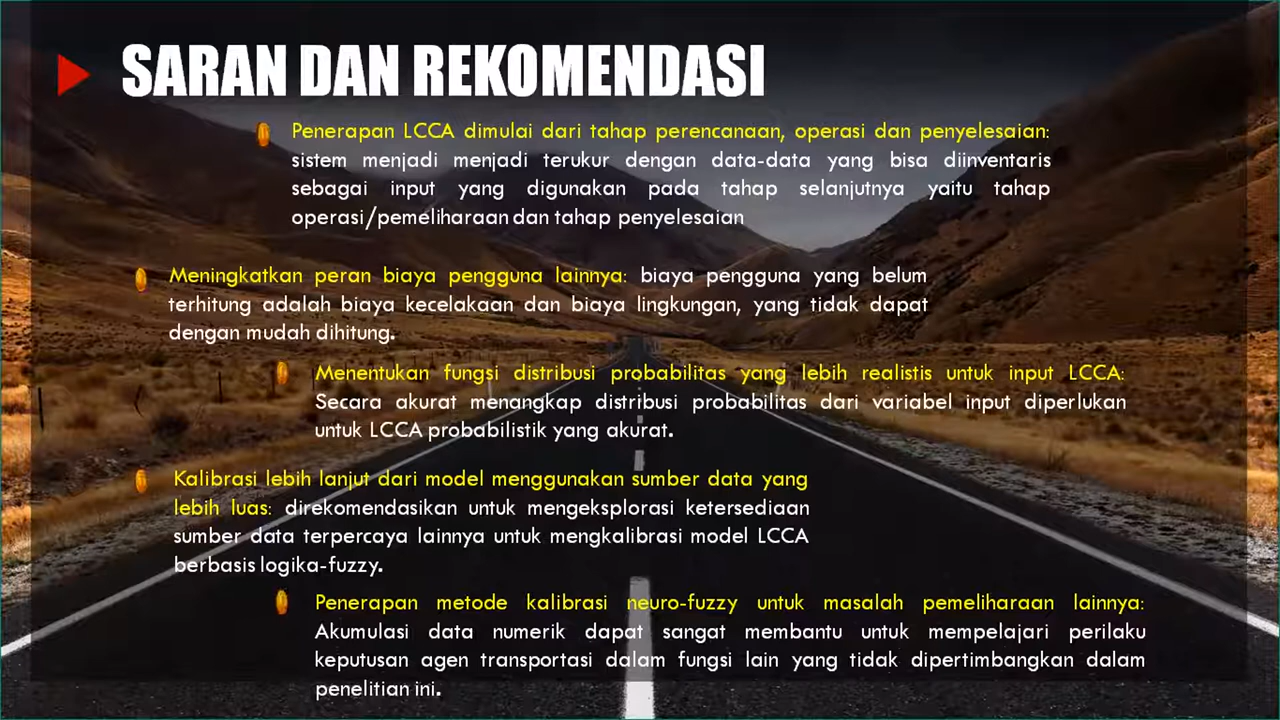 SARAN DAN REKOMENDASI
Penerapan LCCA dimulai dari tahap perencanaan, operasi dan penyelesaian:
sistem menjadi menjadi terukur dengan data-data yang bisa diinventaris
sebagai input yang digunakan pada tahap selanjutnya yaitu tahap
operasi/pemeliharaan dan tahap penyelesaian
Meningkatkan peran biaya pengguna lainnya: biaya pengguna yang belum
terhitung adalah biaya kecelakaan dan biaya lingkungan, yang tidak dapat
dengan mudah dihitung.
Menentukan fungsi distribusi probabilitas yang lebih realistis untuk input LCCA:
Secara akurat menangkap distribusi probabilitas dari variabel input diperlukan
untuk LCCA probabilistik yang akurat.
Kalibrasi lebih lanjut dari model menggunakan sumber data yang
lebih luas: direkomendasikan untuk mengeksplorasi ketersediaan
sumber data terpercaya lainnya untuk mengkalibrasi model LCCA
berbasis logika-fuzzy.
Penerapan metode kalibrasi neuro-fuzzy untuk masalah pemeliharaan lainnya:
Akumulasi data numerik dapat sangat membantu untuk mempelajari perilaku
keputusan agen transportasi dalam fungsi lain yang tidak dipertimbangkan dalam
penelitian ini.